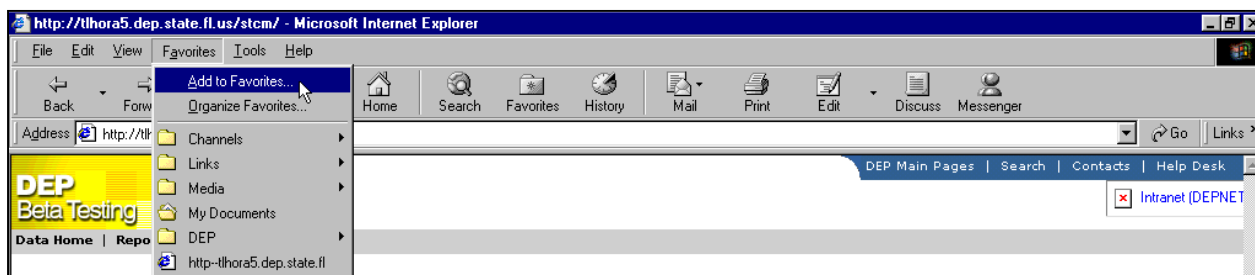 http://tlhora5.dep.state.fl.us/stcm/ - Microsoft Internet Explorer
File Edit View Favorites Tools Help
Add to Favorites...
Organize Favorites...
Back Forw Home Search Favorites History Mail Print Edit Discuss Messenger
Address http://tlh Go Links »
Channels
Links
Media
My Documents
DEP
http--tlhora5.dep.state.fl
DEP Main Pages | Search | Contacts | Help Desk
Intranet (DEPNET
DEP
Beta Testing
Data Home | Repo